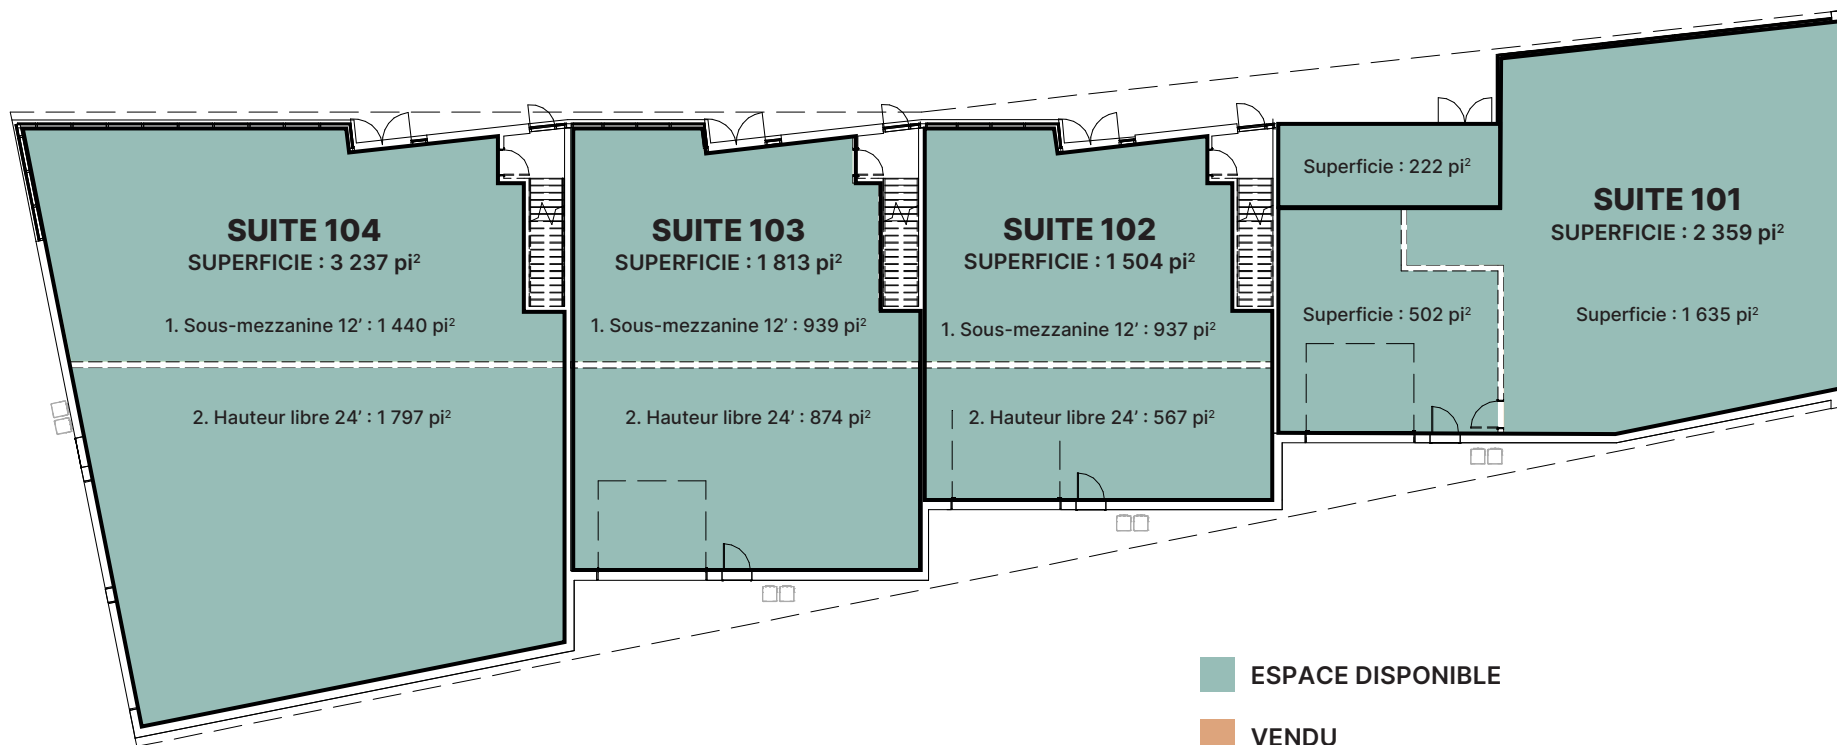 SUITE 104
SUPERFICIE : 3 237 pi²
1. Sous-mezzanine 12' : 1 440 pi²
2. Hauteur libre 24' : 1 797 pi²
SUITE 103
SUPERFICIE : 1 813 pi²
1. Sous-mezzanine 12' : 939 pi²
2. Hauteur libre 24' : 874 pi²
SUITE 102
SUPERFICIE : 1 504 pi²
1. Sous-mezzanine 12' : 937 pi²
2. Hauteur libre 24' : 567 pi²
Superficie : 222 pi²
Superficie : 502 pi²
SUITE 101
SUPERFICIE : 2 359 pi²
Superficie : 1 635 pi²
ESPACE DISPONIBLE
VENDU